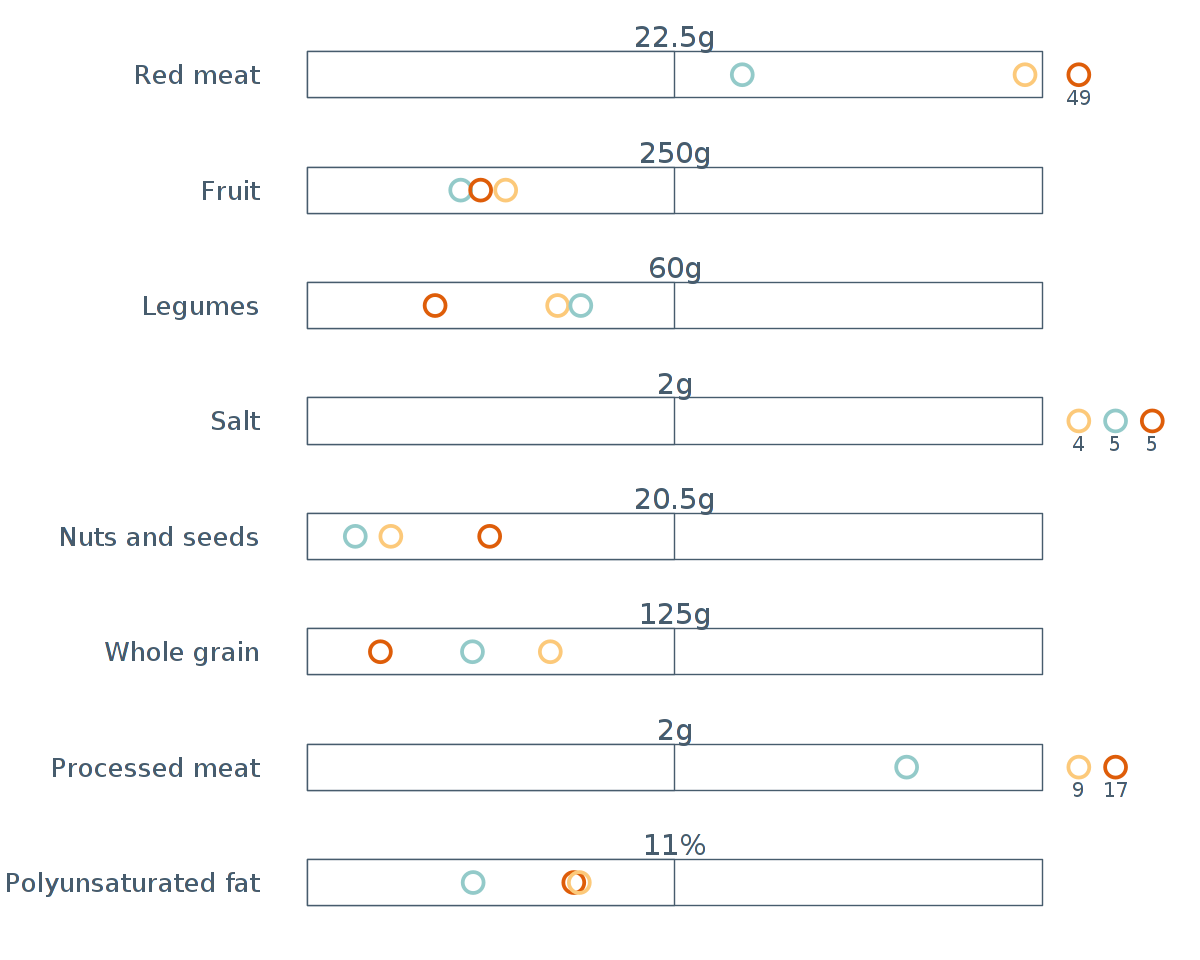 22.5g
Red meat
49
250g
Fruit
60g
Legumes
2g
Salt
4 5 5
20.5g
Nuts and seeds
125g
Whole grain
2g
Processed meat
9 17
11%
Polyunsaturated fat